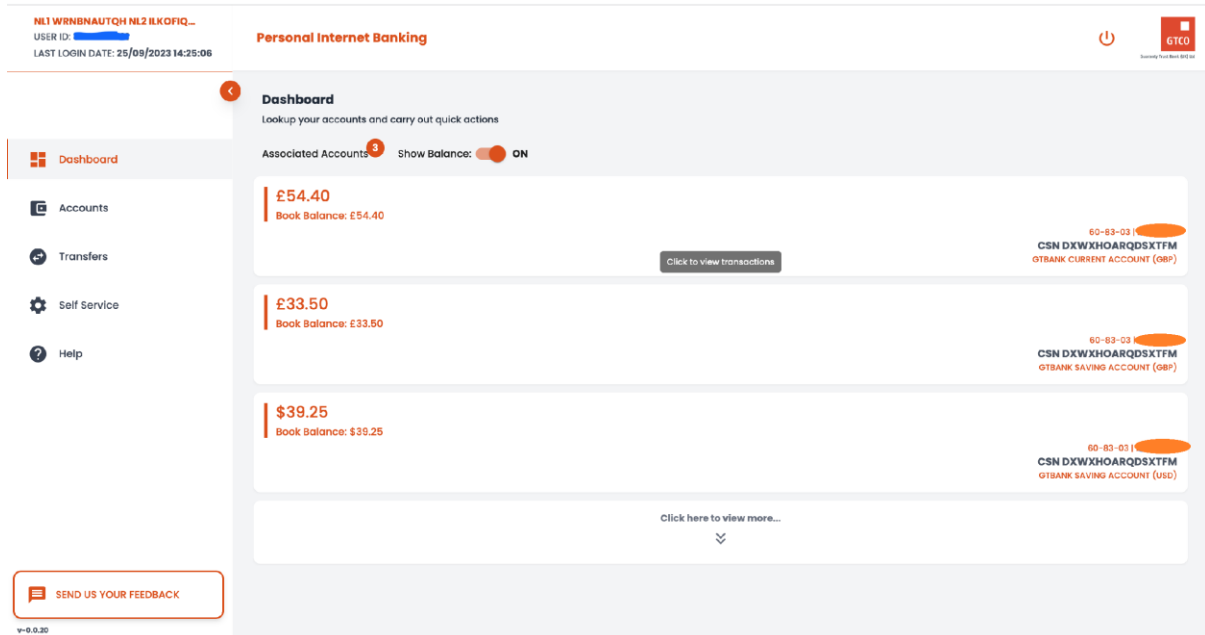 NL1 WRNBNAUTQH NL2 ILKOFIQ...
USER ID:
LAST LOGIN DATE: 25/09/2023 14:25:06
Personal Internet Banking
GTCO
Dashboard
Lookup your accounts and carry out quick actions
Associated Accounts 3 Show Balance: ON
Dashboard
Accounts
Transfers
Self Service
Help
£54.40
Book Balance: £54.40
60-83-03 |
CSN DXWXHOARQDSXTFM
GTBANK CURRENT ACCOUNT (GBP)
Click to view transactions
£33.50
Book Balance: £33.50
60-83-03 |
CSN DXWXHOARQDSXTFM
GTBANK SAVING ACCOUNT (GBP)
$39.25
Book Balance: $39.25
60-83-03 |
CSN DXWXHOARQDSXTFM
GTBANK SAVING ACCOUNT (USD)
Click here to view more...
SEND US YOUR FEEDBACK
v-0.0.20